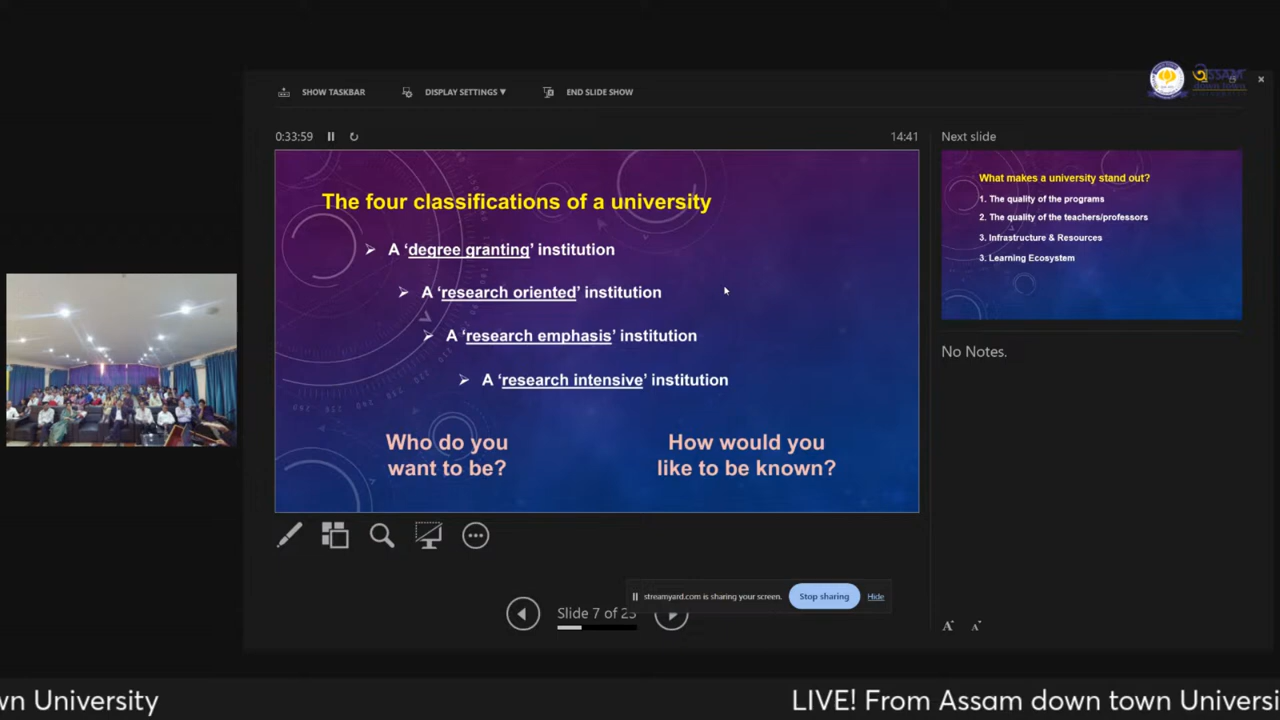 ASSAM
down town
SHOW TASKBAR
DISPLAY SETTINGS ▼
END SLIDE SHOW
0:33:59
14:41
Next slide
The four classifications of a university
➢ A ‘degree granting’ institution
➢ A ‘research oriented’ institution
➢ A ‘research emphasis’ institution
➢ A ‘research intensive’ institution
Who do you
want to be?
How would you
like to be known?
What makes a university stand out?
1. The quality of the programs
2. The quality of the teachers/professors
3. Infrastructure & Resources
3. Learning Ecosystem
No Notes.
streamyard.com is sharing your screen.
Stop sharing
Hide
Slide 7 of 23
A A
wn University
LIVE! From Assam down town Universi